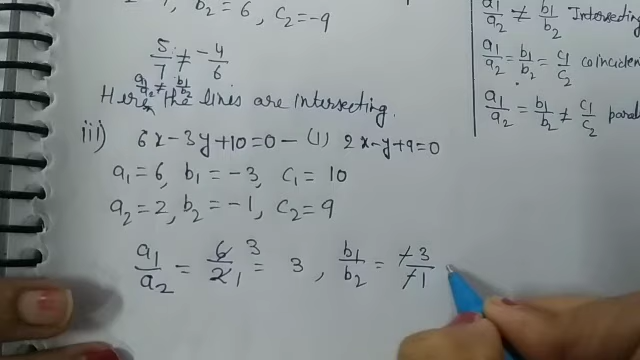 b₂ = 6, c₂ = -9
5/7 ≠ -4/6
a₁/a₂ ≠ b₁/b₂
Here the lines are intersecting.
iii) 6x - 3y + 10 = 0 - (1) 2x - y + 9 = 0
a₁ = 6, b₁ = -3, c₁ = 10
a₂ = 2, b₂ = -1, c₂ = 9
a₁/a₂ = 6/2 3/1 = 3, b₁/b₂ = -3/-1
a₁/a₂ ≠ b₁/b₂ Intersecting
a₁/a₂ = b₁/b₂ = c₁/c₂ coinciden
a₁/a₂ = b₁/b₂ ≠ c₁/c₂ paral